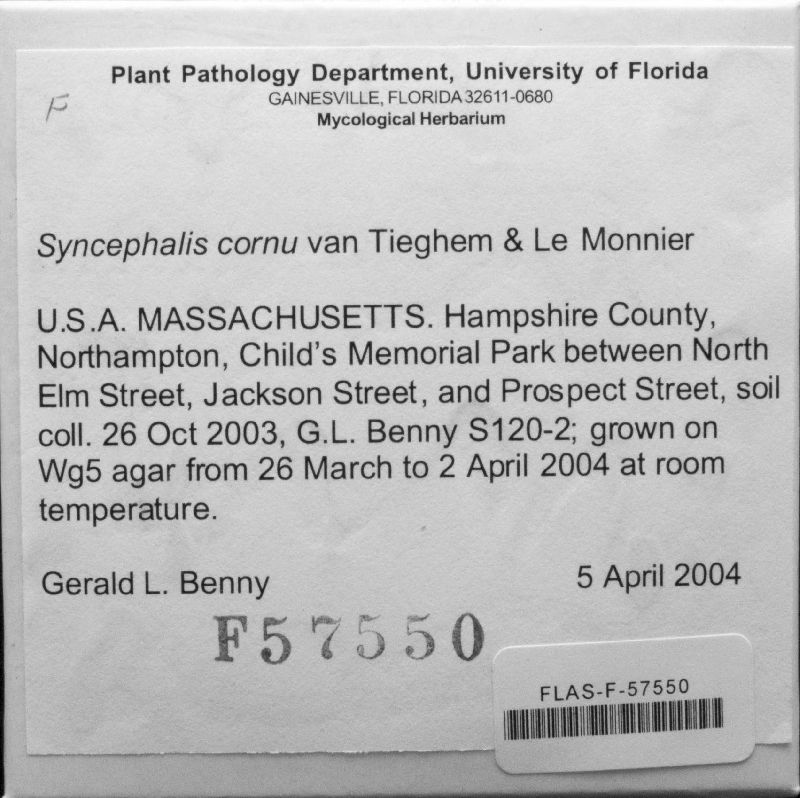 Plant Pathology Department, University of Florida
GAINESVILLE, FLORIDA 32611-0680
F
Mycological Herbarium
Syncephalis cornu van Tieghem & Le Monnier
U.S.A. MASSACHUSETTS. Hampshire County,
Northampton, Child's Memorial Park between North
Elm Street, Jackson Street, and Prospect Street, soil
coll. 26 Oct 2003, G.L. Benny S120-2; grown on
Wg5 agar from 26 March to 2 April 2004 at room
temperature.
Gerald L. Benny 5 April 2004
F57550
FLAS-F-57550